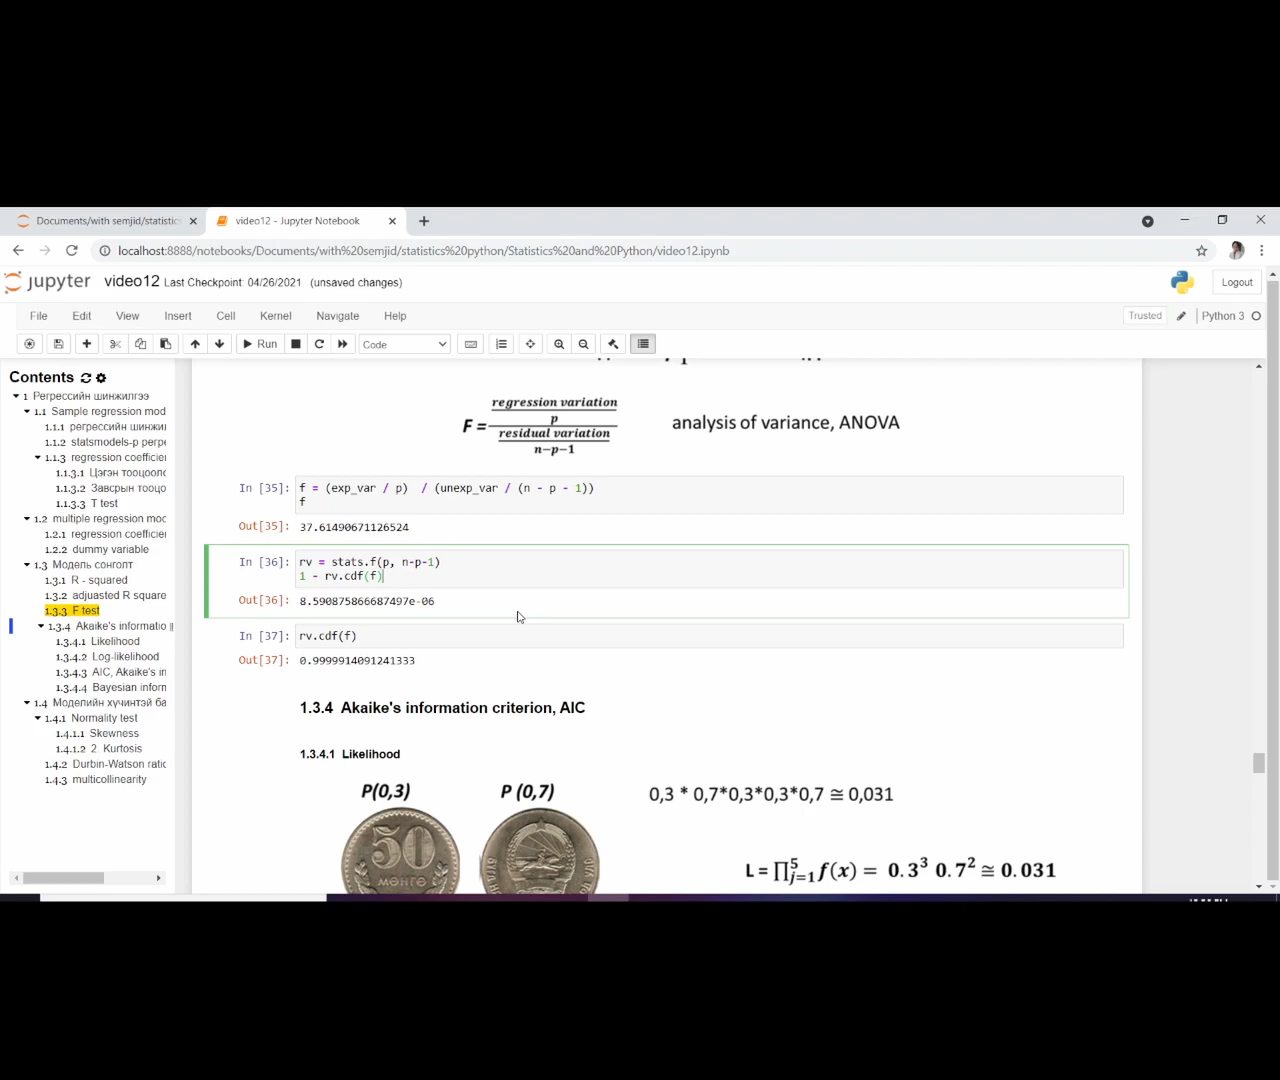 Documents/with semjid/statistic
video12 - Jupyter Notebook
localhost:8888/notebooks/Documents/with%20semjid/statistics%20python/Statistics%20and%20Python/video12.ipynb
jupyter video12 Last Checkpoint: 04/26/2021 (unsaved changes)
Logout
File Edit View Insert Cell Kernel Navigate Help
Trusted
Python 3
Run
Code
Contents
1 Регрессийн шинжилгээ
1.1 Sample regression mod
1.1.1 регрессийн шинжи
1.1.2 statsmodels-р регре
1.1.3 regression coefficie
1.1.3.1 Цэгэн тооцоол
1.1.3.2 Завсрын тооцо
1.1.3.3 T test
1.2 multiple regression mod
1.2.1 regression coefficie
1.2.2 dummy variable
1.3 Модель сонголт
1.3.1 R - squared
1.3.2 adjuasted R square
1.3.3 F test
1.3.4 Akaike's informatio
1.3.4.1 Likelihood
1.3.4.2 Log-likelihood
1.3.4.3 AIC, Akaike's in
1.3.4.4 Bayesian inforn
1.4 Моделийн хүчинтэй ба
1.4.1 Normality test
1.4.1.1 Skewness
1.4.1.2 2. Kurtosis
1.4.2 Durbin-Watson ratio
1.4.3 multicollinearity
regression variation
p
F =
residual variation
n-p-1
analysis of variance, ANOVA
In [35]: f = (exp_var / p) / (unexp_var / (n - p - 1))
f
Out[35]: 37.61490671126524
In [36]: rv = stats.f(p, n-p-1)
1 - rv.cdf(f)
Out[36]: 8.590875866687497e-06
In [37]: rv.cdf(f)
Out[37]: 0.9999914091241333
1.3.4 Akaike's information criterion, AIC
1.3.4.1 Likelihood
P(0,3) P (0,7) 0,3 * 0,7*0,3*0,3*0,7 ≅ 0,031
50
МӨНГӨ
L = ∏⁵ⱼ₌₁ f(x) = 0.3³ 0.7² ≅ 0.031